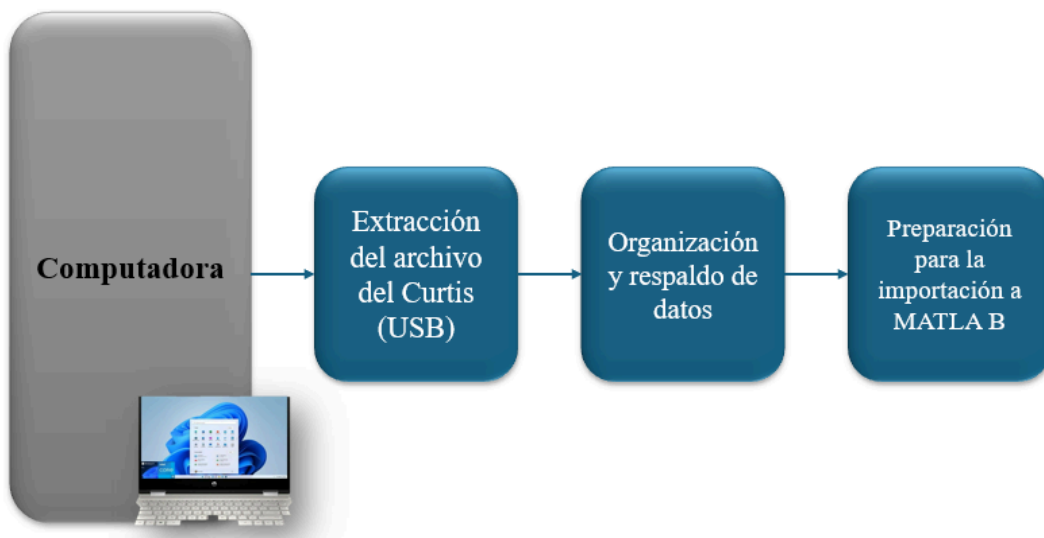 Computadora
Extracción
del archivo
del Curtis
(USB)
Organización
y respaldo de
datos
Preparación
para la
importación a
MATLA B